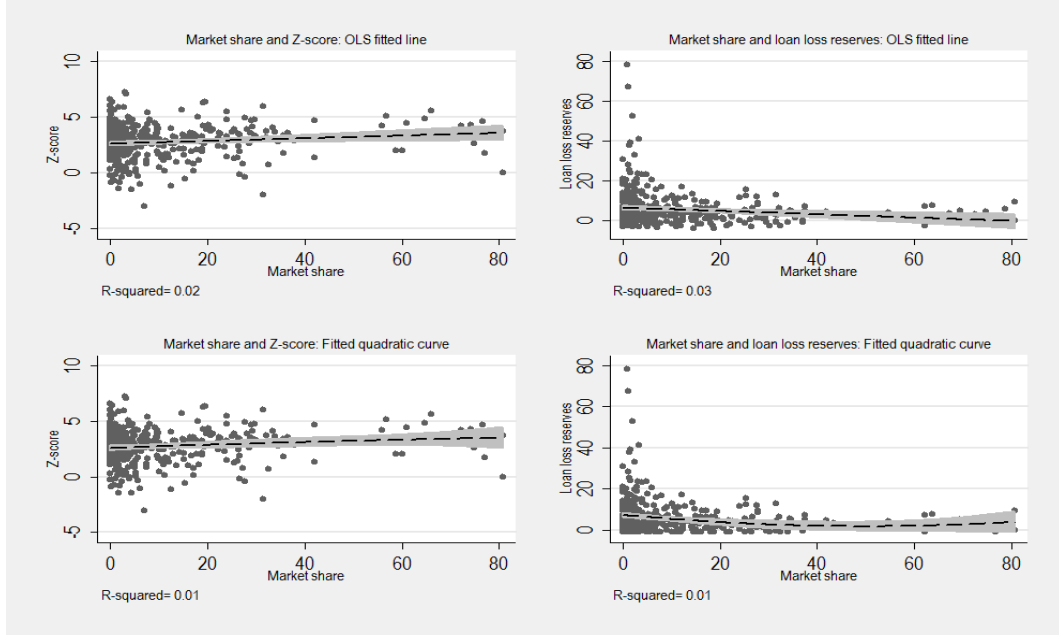 Market share and Z-score: OLS fitted line
10
5
0
-5
Z-score
0 20 40 60 80
Market share
R-squared= 0.02
Market share and loan loss reserves: OLS fitted line
80
60
40
20
0
Loan loss reserves
0 20 40 60 80
Market share
R-squared= 0.03
Market share and Z-score: Fitted quadratic curve
10
5
0
-5
Z-score
0 20 40 60 80
Market share
R-squared= 0.01
Market share and loan loss reserves: Fitted quadratic curve
80
60
40
20
0
Loan loss reserves
0 20 40 60 80
Market share
R-squared= 0.01